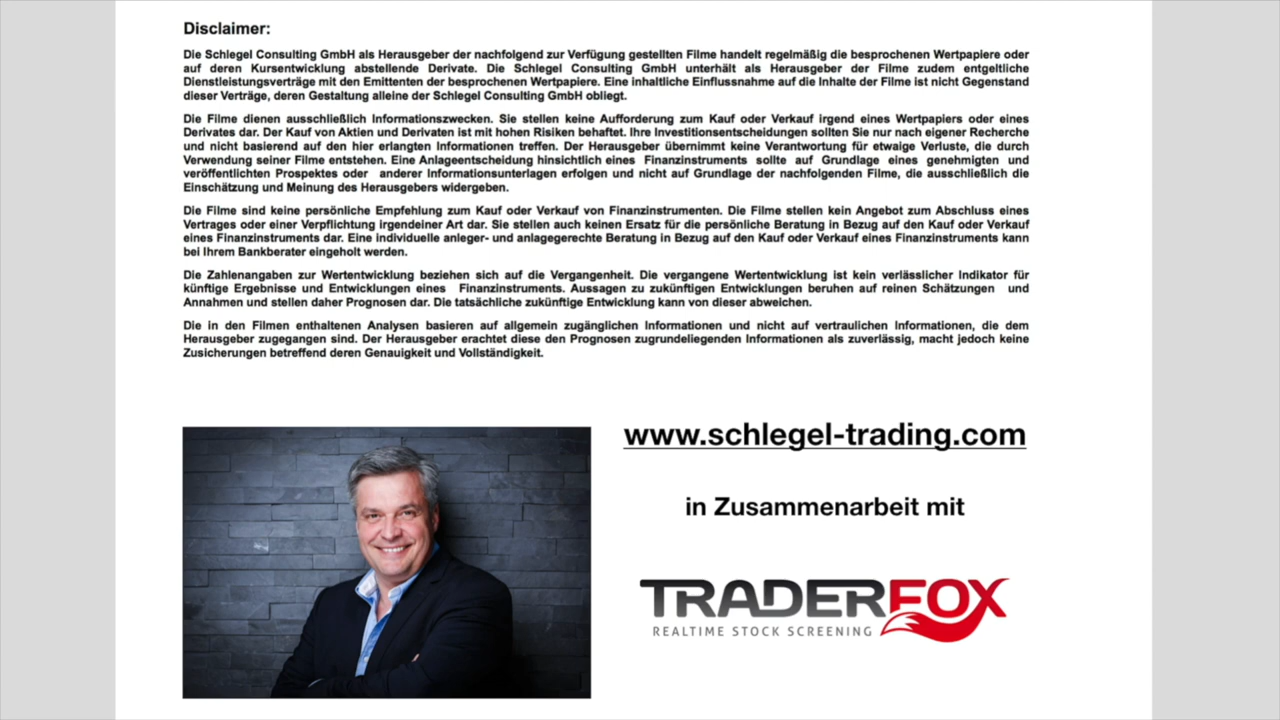 Disclaimer:
Die Schlegel Consulting GmbH als Herausgeber der nachfolgend zur Verfügung gestellten Filme handelt regelmäßig die besprochenen Wertpapiere oder
auf deren Kursentwicklung abstellende Derivate. Die Schlegel Consulting GmbH unterhält als Herausgeber der Filme zudem entgeltliche
Dienstleistungsverträge mit den Emittenten der besprochenen Wertpapiere. Eine inhaltliche Einflussnahme auf die Inhalte der Filme ist nicht Gegenstand
dieser Verträge, deren Gestaltung alleine der Schlegel Consulting GmbH obliegt.
Die Filme dienen ausschließlich Informationszwecken. Sie stellen keine Aufforderung zum Kauf oder Verkauf irgend eines Wertpapiers oder eines
Derivates dar. Der Kauf von Aktien und Derivaten ist mit hohen Risiken behaftet. Ihre Investitionsentscheidungen sollten Sie nur nach eigener Recherche
und nicht basierend auf den hier erlangten Informationen treffen. Der Herausgeber übernimmt keine Verantwortung für etwaige Verluste, die durch
Verwendung seiner Filme entstehen. Eine Anlageentscheidung hinsichtlich eines Finanzinstruments sollte auf Grundlage eines genehmigten und
veröffentlichten Prospektes oder anderer Informationsunterlagen erfolgen und nicht auf Grundlage der nachfolgenden Filme, die ausschließlich die
Einschätzung und Meinung des Herausgebers widergeben.
Die Filme sind keine persönliche Empfehlung zum Kauf oder Verkauf von Finanzinstrumenten. Die Filme stellen kein Angebot zum Abschluss eines
Vertrages oder einer Verpflichtung irgendeiner Art dar. Sie stellen auch keinen Ersatz für die persönliche Beratung in Bezug auf den Kauf oder Verkauf
eines Finanzinstruments dar. Eine individuelle anleger- und anlagegerechte Beratung in Bezug auf den Kauf oder Verkauf eines Finanzinstruments kann
bei Ihrem Bankberater eingeholt werden.
Die Zahlenangaben zur Wertentwicklung beziehen sich auf die Vergangenheit. Die vergangene Wertentwicklung ist kein verlässlicher Indikator für
künftige Ergebnisse und Entwicklungen eines Finanzinstruments. Aussagen zu zukünftigen Entwicklungen beruhen auf reinen Schätzungen und
Annahmen und stellen daher Prognosen dar. Die tatsächliche zukünftige Entwicklung kann von dieser abweichen.
Die in den Filmen enthaltenen Analysen basieren auf allgemein zugänglichen Informationen und nicht auf vertraulichen Informationen, die dem
Herausgeber zugegangen sind. Der Herausgeber erachtet diese den Prognosen zugrundeliegenden Informationen als zuverlässig, macht jedoch keine
Zusicherungen betreffend deren Genauigkeit und Vollständigkeit.
www.schlegel-trading.com
in Zusammenarbeit mit
TRADERFOX
REALTIME STOCK SCREENING